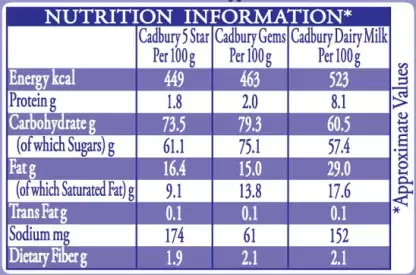 NUTRITION INFORMATION*
Cadbury 5 Star Per 100 g Cadbury Gems Per 100 g Cadbury Dairy Milk Per 100 g
Energy kcal 449 463 523
Protein g 1.8 2.0 8.1
Carbohydrate g 73.5 79.3 60.5
(of which Sugars) g 61.1 75.1 57.4
Fat g 16.4 15.0 29.0
(of which Saturated Fat) g 9.1 13.8 17.6
Trans Fat g 0.1 0.1 0.1
Sodium mg 174 61 152
Dietary Fiber g 1.9 2.1 2.1
*Approximate Values